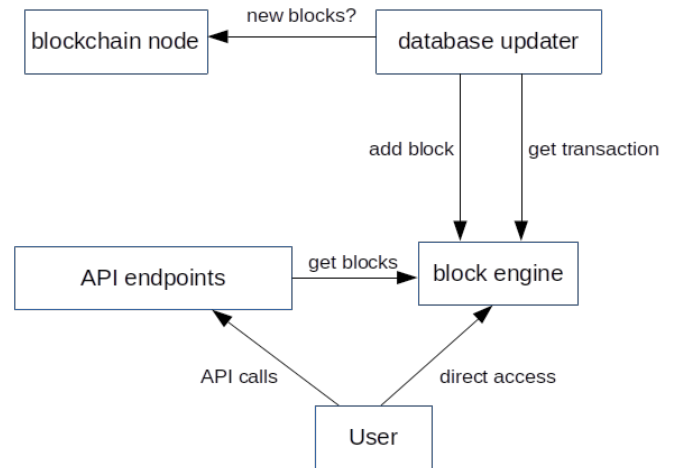 new blocks?
blockchain node
database updater
add block
get transaction
API endpoints
get blocks
block engine
API calls
direct access
User